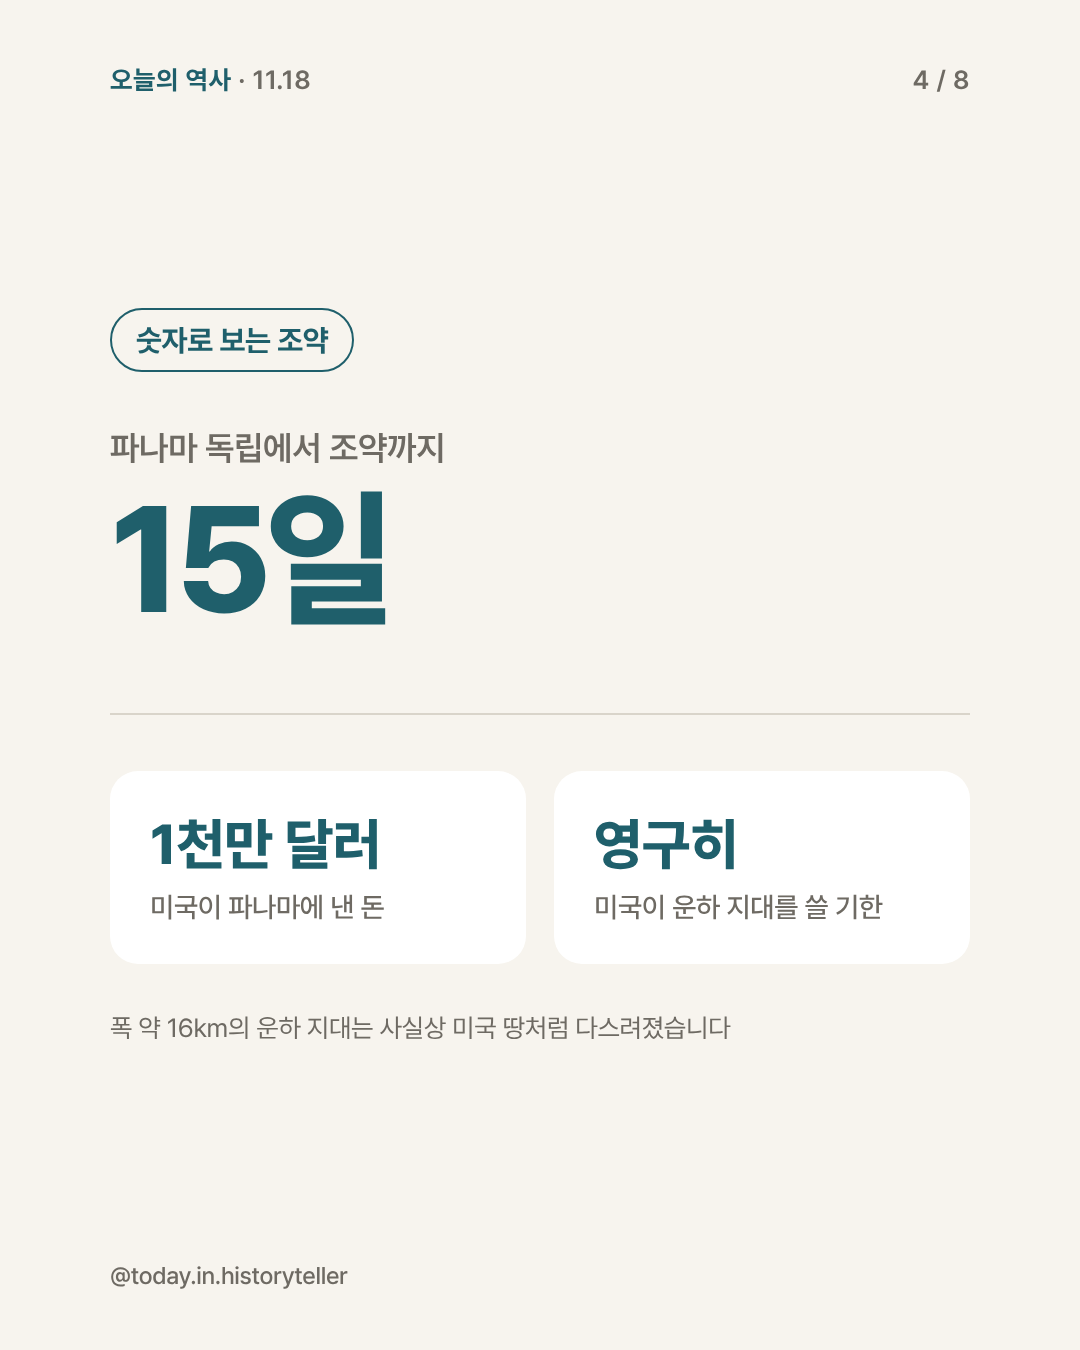 오늘의 역사 · 11.18
4 / 8
숫자로 보는 조약
파나마 독립에서 조약까지
15일
1천만 달러
미국이 파나마에 낸 돈
영구히
미국이 운하 지대를 쓸 기한
폭 약 16km의 운하 지대는 사실상 미국 땅처럼 다스려졌습니다
@today.in.historyteller